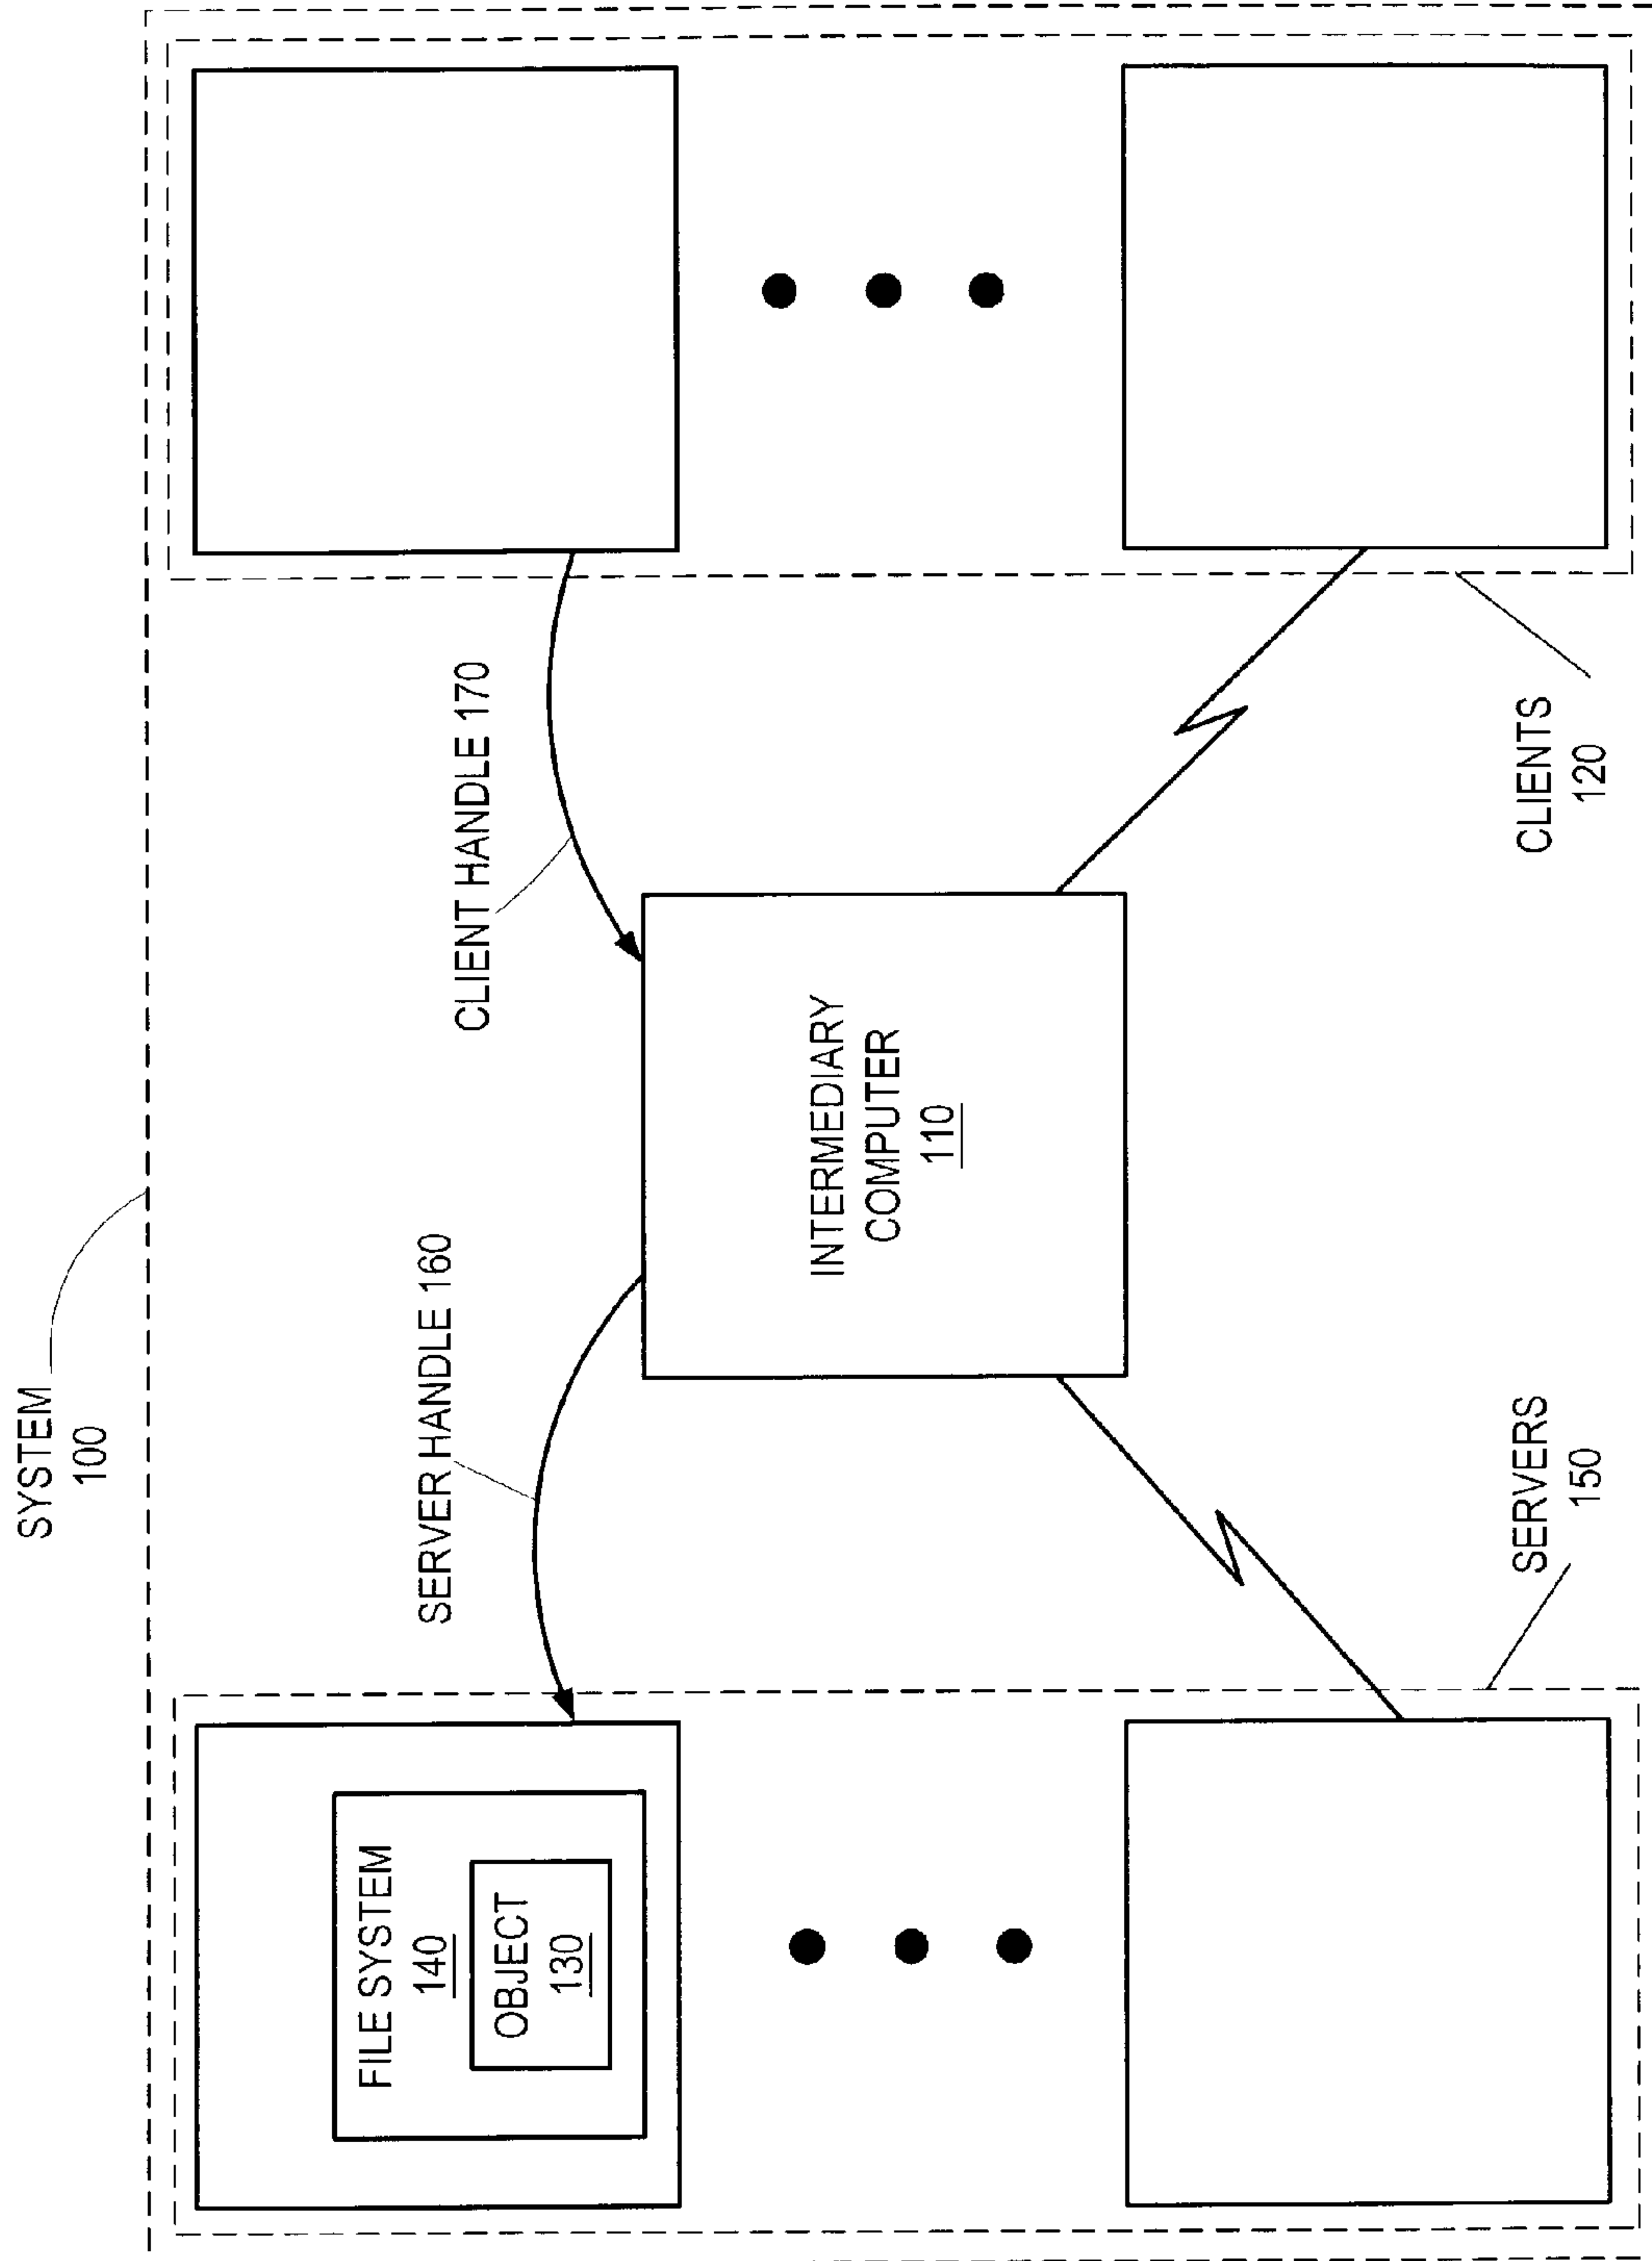 SYSTEM
100
SERVER HANDLE 160
CLIENT HANDLE 170
FILE SYSTEM
140
OBJECT
130
INTERMEDIARY
COMPUTER
110
SERVERS
150
CLIENTS
120